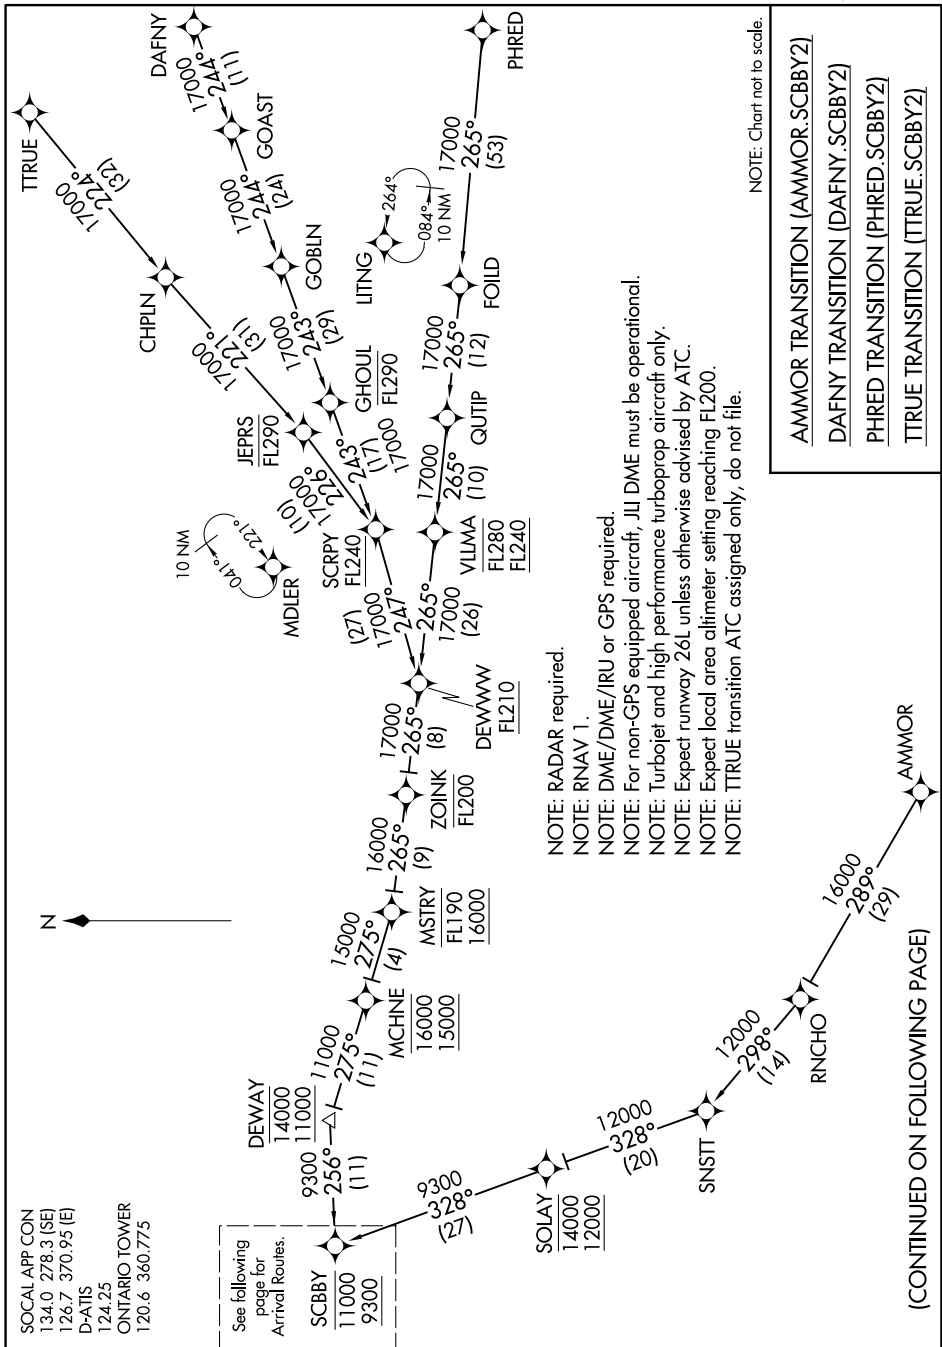 SOCAL APP CON
134.0 278.3 (SE)
126.7 370.95 (E)
D-ATIS
124.25
ONTARIO TOWER
120.6 360.775
N
See following
page for
Arrival Routes.
SCBBY
11000
9300
9300
256°
(11)
DEWAY
14000
11000
11000
275°
(11)
MCHNE
16000
15000
15000
275°
(4)
MSTRY
FL190
16000
16000
265°
(9)
ZOINK
FL200
17000
265°
(8)
DEWWW
FL210
(27)
17000
247°
SCRPY
FL240
(10)
17000
226°
JEPRS
FL290
17000
221°
(31)
CHPLN
17000
224°
(32)
TTRUE
243°
(17)
17000
GHOUL
FL290
17000
243°
(29)
GOBLN
17000
244°
(24)
GOAST
17000
244°
(11)
DAFNY
10 NM
041°
221°
MDLER
LITNG
264°
084°
10 NM
265°
17000
(26)
VLLMA
FL280
FL240
17000
265°
(10)
QUTIP
17000
265°
(12)
FOILD
17000
265°
(53)
PHRED
9300
328°
(27)
SOLAY
14000
12000
12000
328°
(20)
SNSTT
12000
298°
(14)
RNCHO
16000
289°
(29)
AMMOR
NOTE: RADAR required.
NOTE: RNAV 1.
NOTE: DME/DME/IRU or GPS required.
NOTE: For non-GPS equipped aircraft, JLI DME must be operational.
NOTE: Turbojet and high performance turboprop aircraft only.
NOTE: Expect runway 26L unless otherwise advised by ATC.
NOTE: Expect local area altimeter setting reaching FL200.
NOTE: TTRUE transition ATC assigned only, do not file.
NOTE: Chart not to scale.
AMMOR TRANSITION (AMMOR.SCBBY2)
DAFNY TRANSITION (DAFNY.SCBBY2)
PHRED TRANSITION (PHRED.SCBBY2)
TTRUE TRANSITION (TTRUE.SCBBY2)
(CONTINUED ON FOLLOWING PAGE)